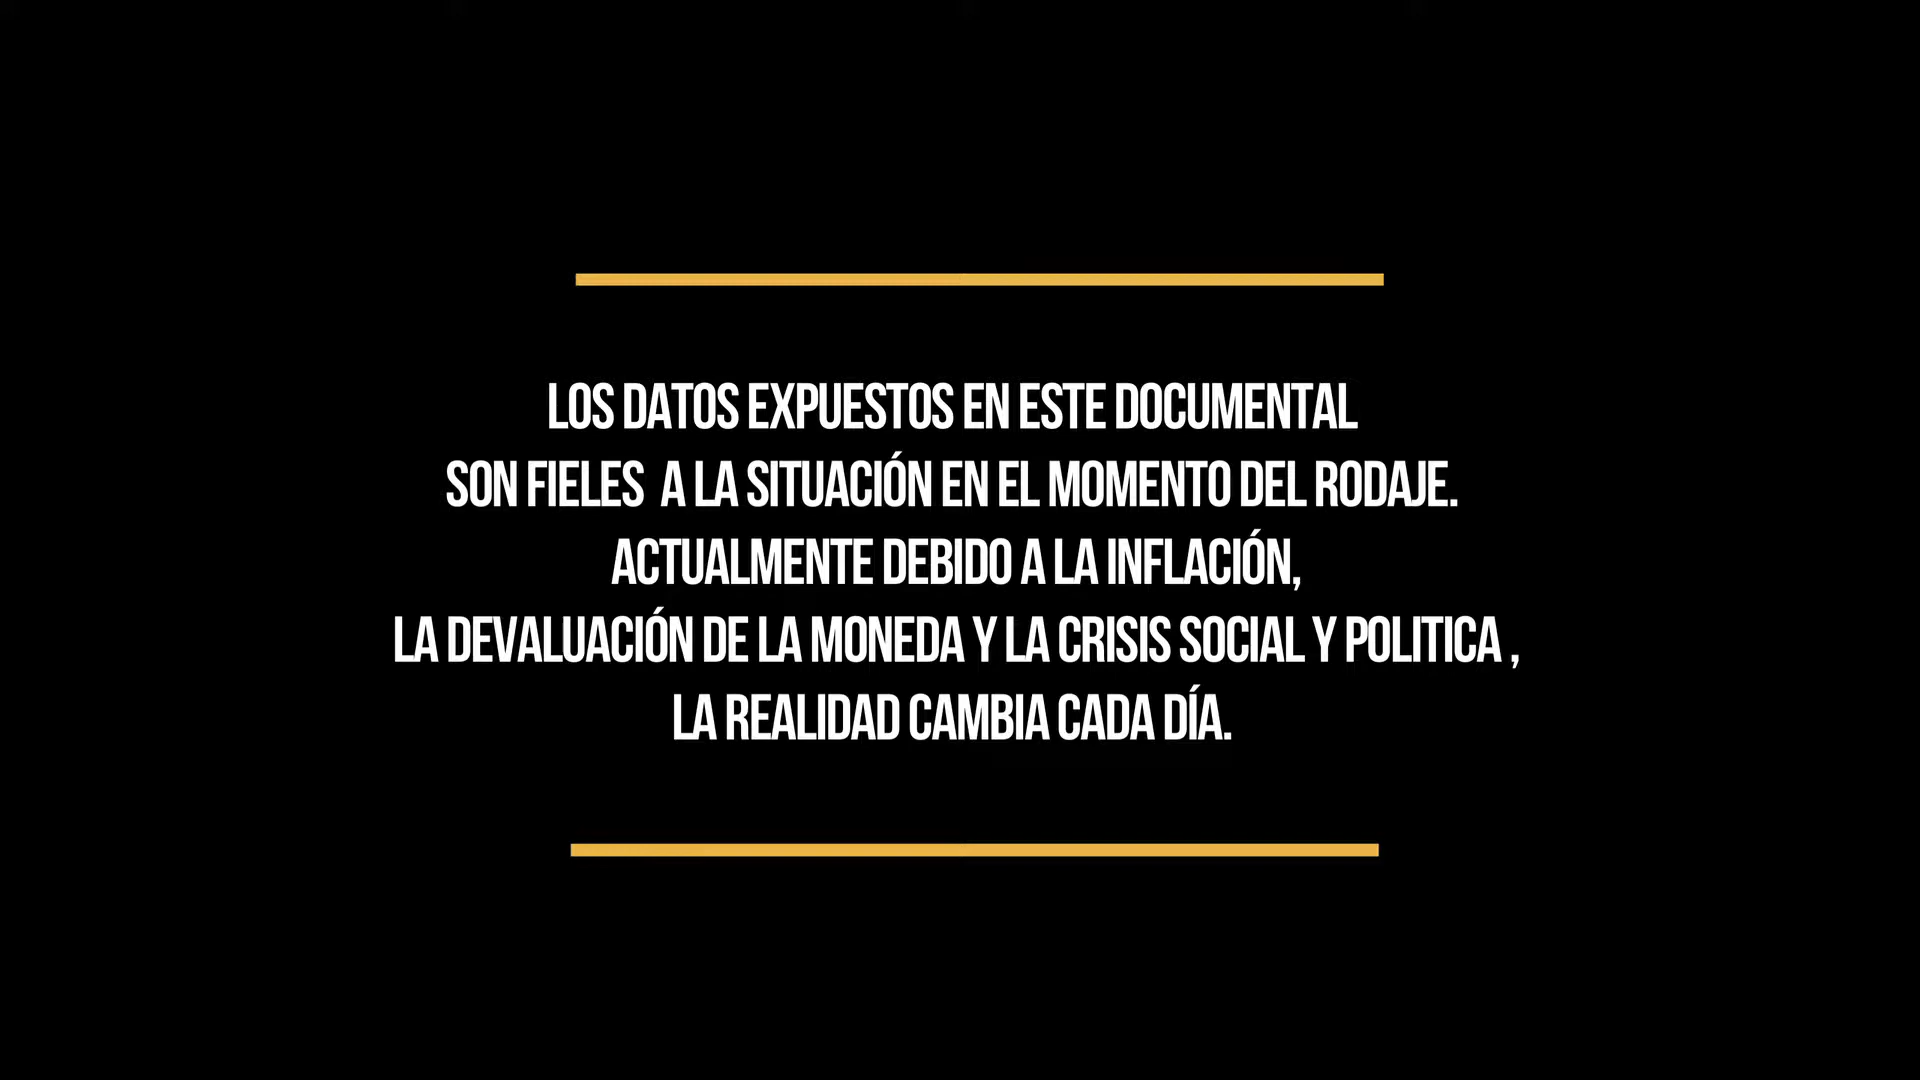 LOS DATOS EXPUESTOS EN ESTE DOCUMENTAL
SON FIELES  A LA SITUACIÓN EN EL MOMENTO DEL RODAJE.
ACTUALMENTE DEBIDO A LA INFLACIÓN,
LA DEVALUACIÓN DE LA MONEDA Y LA CRISIS SOCIAL Y POLITICA ,
LA REALIDAD CAMBIA CADA DÍA.